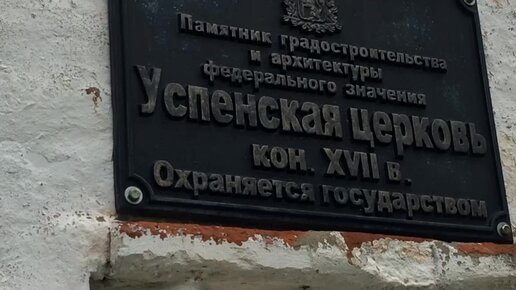 Памятник градостроительства
и архитектуры
федерального значения
Успенская церковь
кон. XVII в.
Охраняется государством